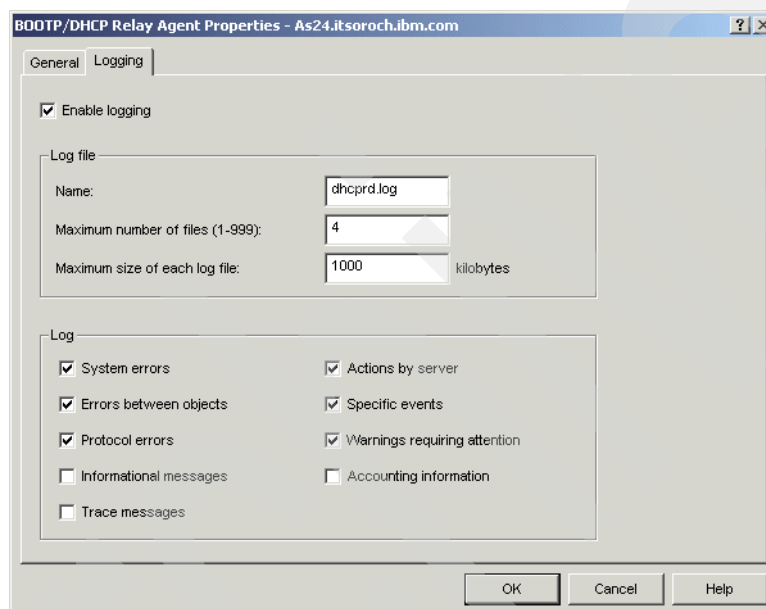 BOOTP/DHCP Relay Agent Properties - As24.itsoroch.ibm.com
General Logging
Enable logging
Log file
Name: dhcprd.log
Maximum number of files (1-999): 4
Maximum size of each log file: 1000 kilobytes
Log
System errors Actions by server
Errors between objects Specific events
Protocol errors Warnings requiring attention
Informational messages Accounting information
Trace messages
OK Cancel Help